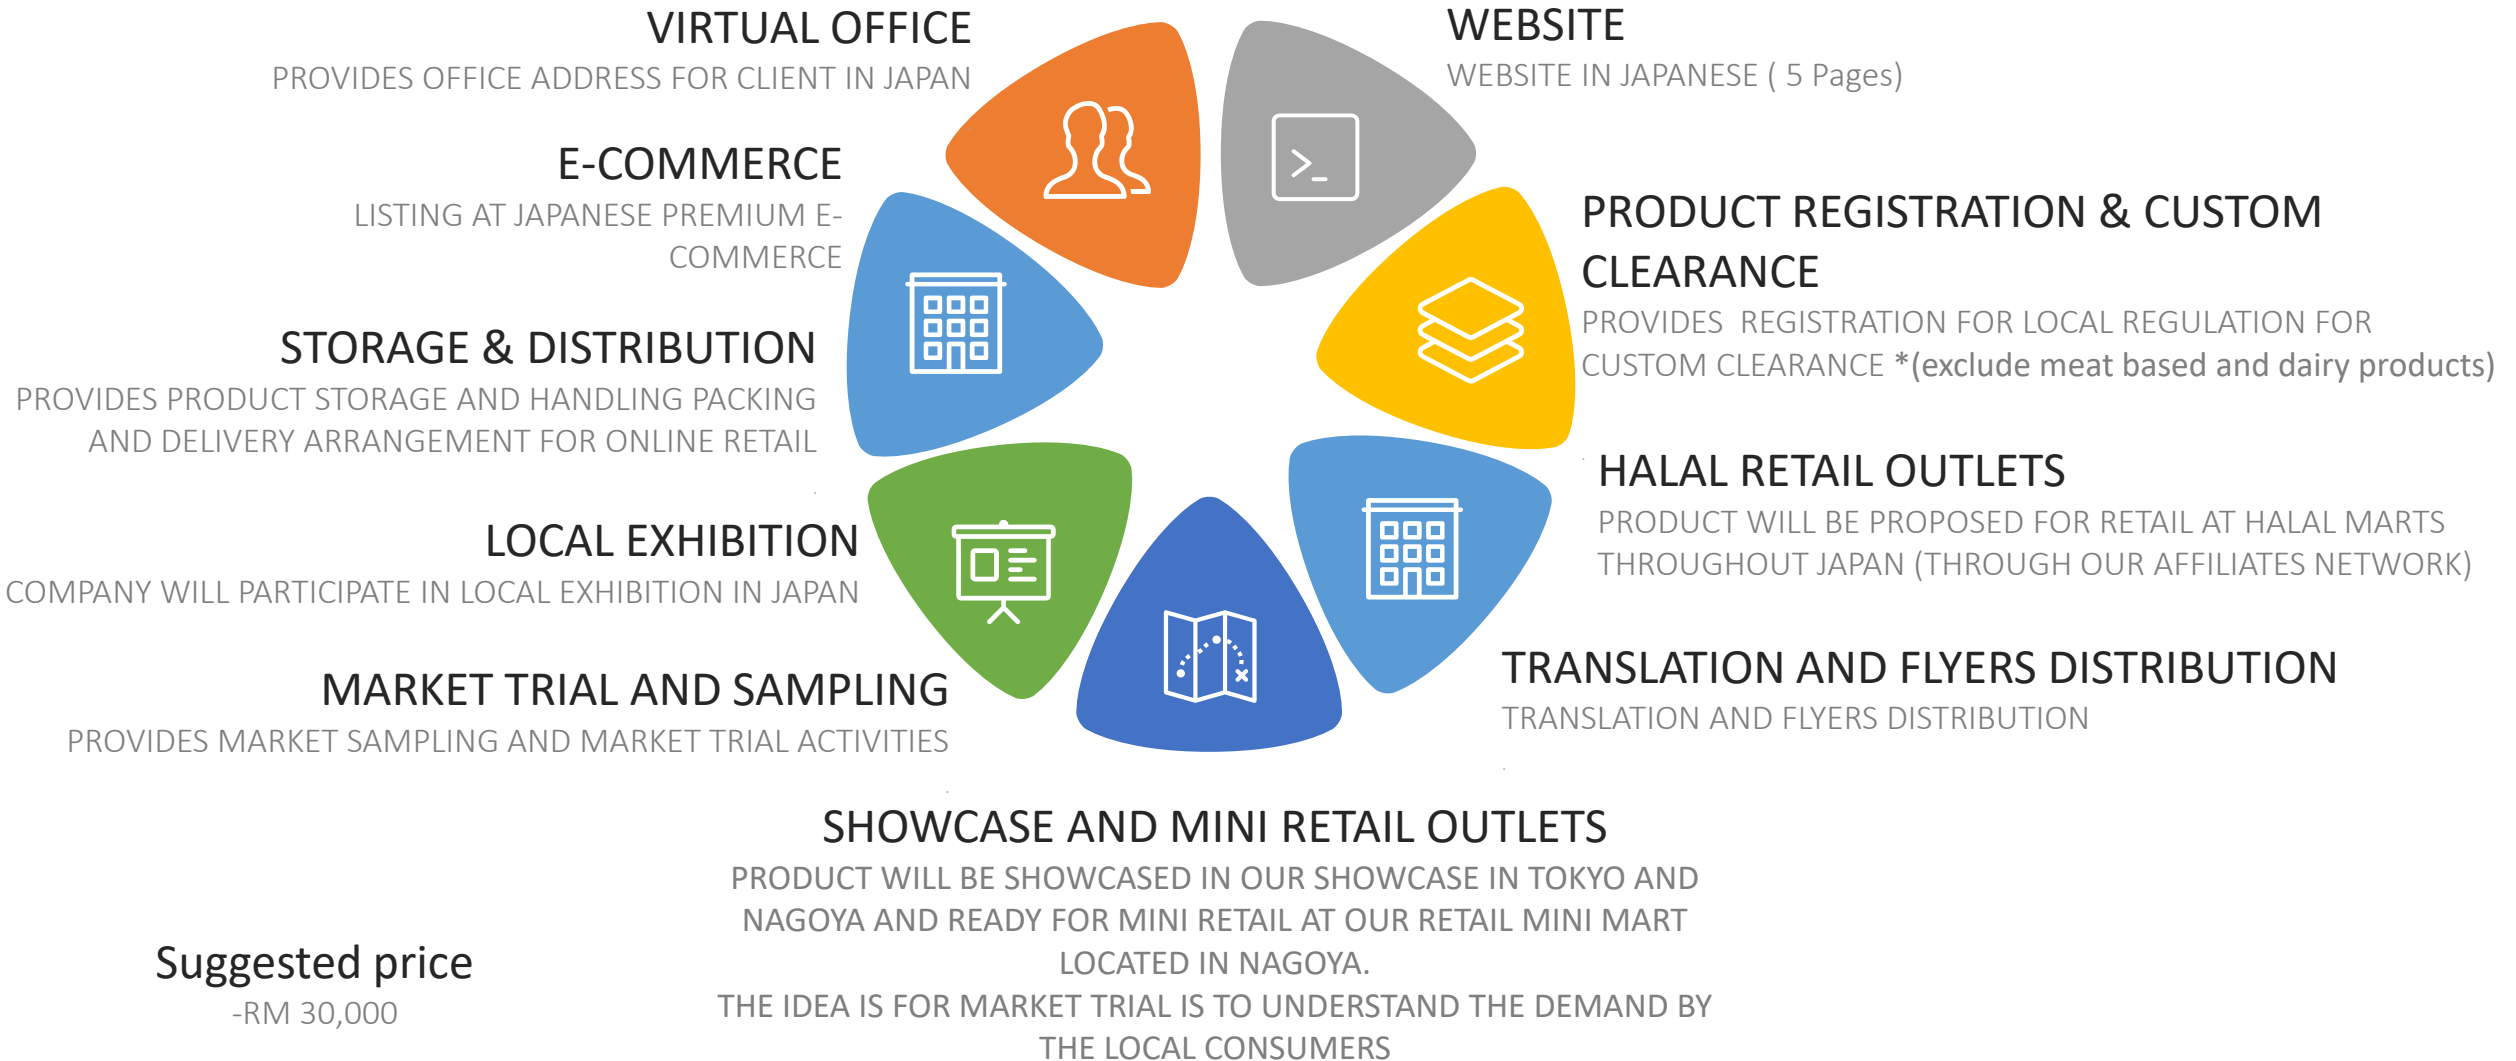 VIRTUAL OFFICE
PROVIDES OFFICE ADDRESS FOR CLIENT IN JAPAN
E-COMMERCE
LISTING AT JAPANESE PREMIUM E-
COMMERCE
STORAGE & DISTRIBUTION
PROVIDES PRODUCT STORAGE AND HANDLING PACKING
AND DELIVERY ARRANGEMENT FOR ONLINE RETAIL
LOCAL EXHIBITION
COMPANY WILL PARTICIPATE IN LOCAL EXHIBITION IN JAPAN
MARKET TRIAL AND SAMPLING
PROVIDES MARKET SAMPLING AND MARKET TRIAL ACTIVITIES
WEBSITE
WEBSITE IN JAPANESE ( 5 Pages)
PRODUCT REGISTRATION & CUSTOM
CLEARANCE
PROVIDES  REGISTRATION FOR LOCAL REGULATION FOR
CUSTOM CLEARANCE *(exclude meat based and dairy products)
HALAL RETAIL OUTLETS
PRODUCT WILL BE PROPOSED FOR RETAIL AT HALAL MARTS
THROUGHOUT JAPAN (THROUGH OUR AFFILIATES NETWORK)
TRANSLATION AND FLYERS DISTRIBUTION
TRANSLATION AND FLYERS DISTRIBUTION
SHOWCASE AND MINI RETAIL OUTLETS
PRODUCT WILL BE SHOWCASED IN OUR SHOWCASE IN TOKYO AND
NAGOYA AND READY FOR MINI RETAIL AT OUR RETAIL MINI MART
LOCATED IN NAGOYA.
THE IDEA IS FOR MARKET TRIAL IS TO UNDERSTAND THE DEMAND BY
THE LOCAL CONSUMERS
Suggested price
-RM 30,000